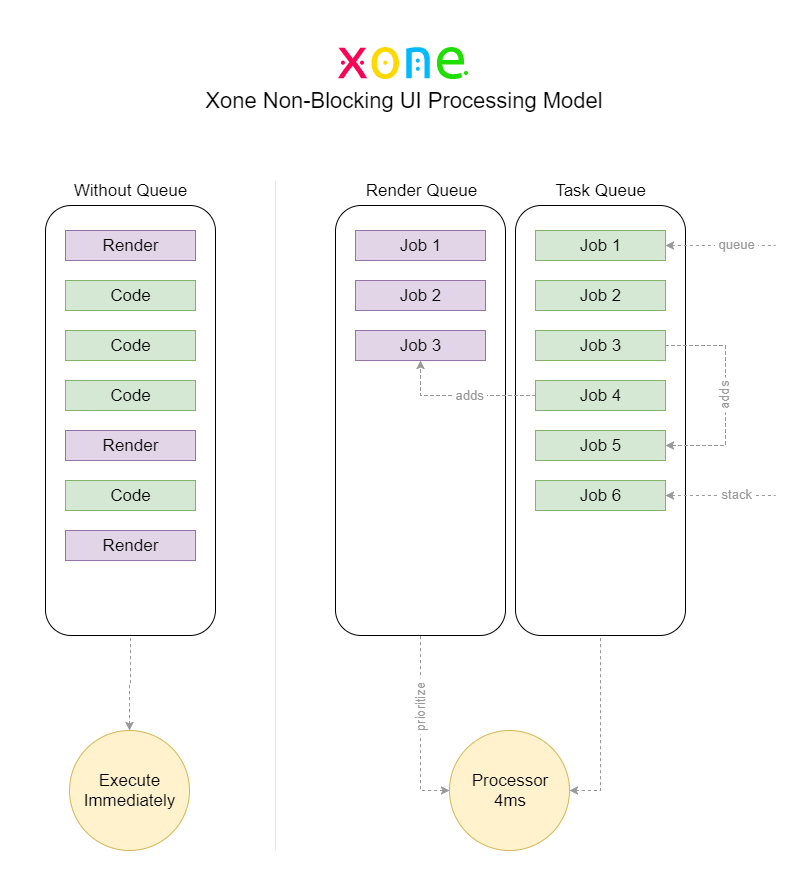 xone.
Xone Non-Blocking UI Processing Model
Without Queue
Render
Code
Code
Code
Render
Code
Render
Execute
Immediately
Render Queue
Job 1
Job 2
Job 3
adds
prioritize
Task Queue
Job 1
Job 2
Job 3
Job 4
Job 5
Job 6
queue
adds
stack
Processor
4ms